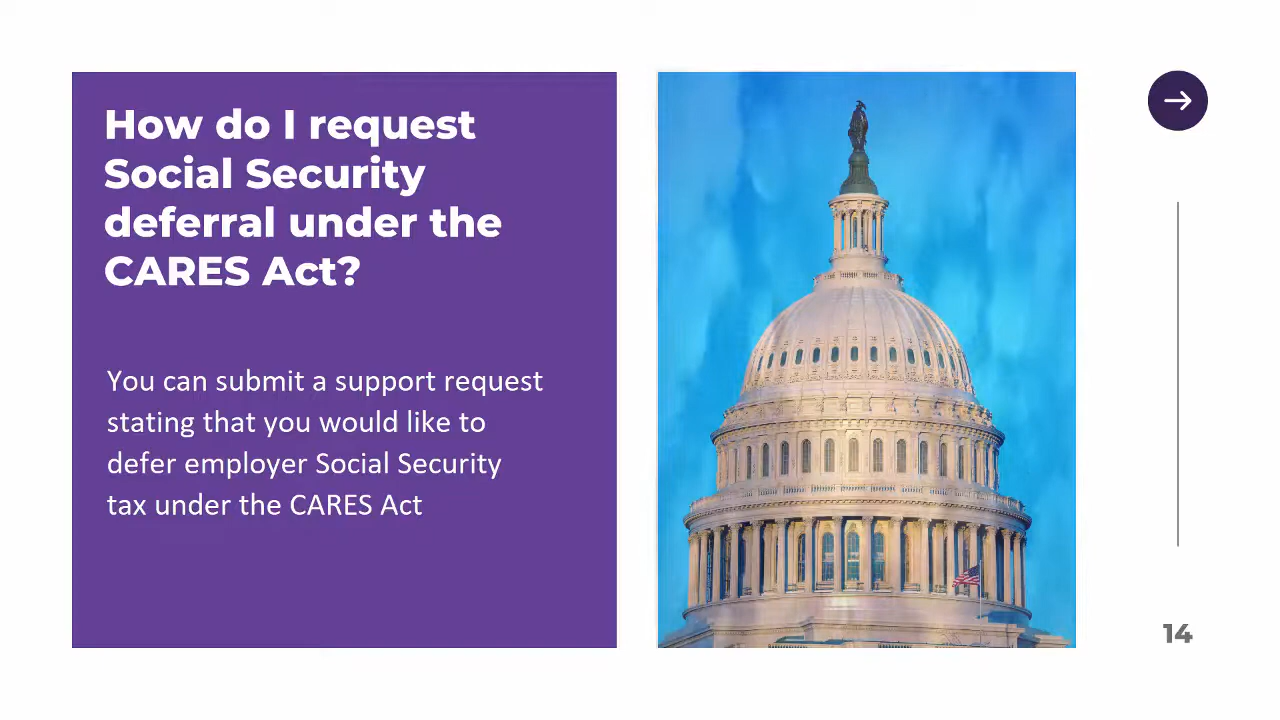 How do I request
Social Security
deferral under the
CARES Act?
You can submit a support request
stating that you would like to
defer employer Social Security
tax under the CARES Act
14